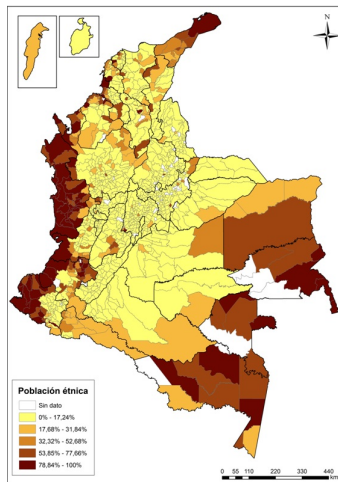 N
Población étnica
Sin dato
0% - 17,24%
17,68% - 31,84%
32,32% - 52,68%
53,85% - 77,66%
78,84% - 100%
0 55 110 220 330 440
km